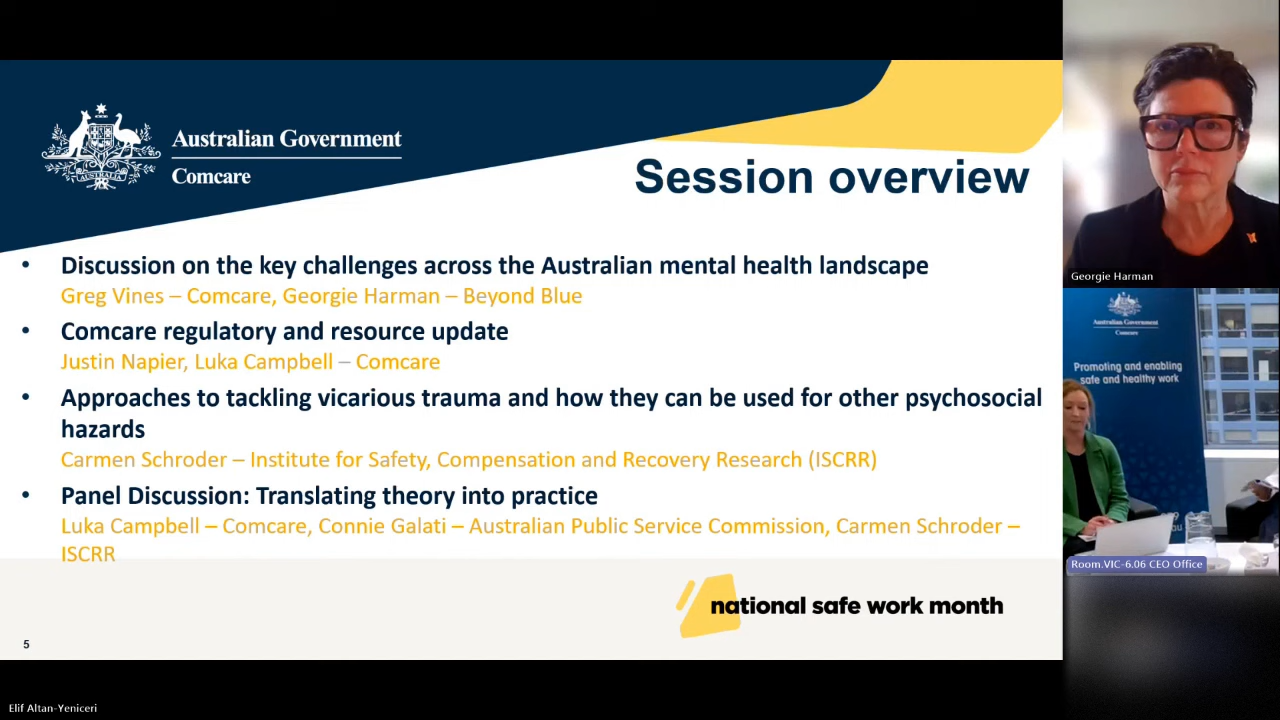 Australian Government
Comcare
AUSTRALIA
Session overview
• Discussion on the key challenges across the Australian mental health landscape
Greg Vines – Comcare, Georgie Harman – Beyond Blue
• Comcare regulatory and resource update
Justin Napier, Luka Campbell – Comcare
• Approaches to tackling vicarious trauma and how they can be used for other psychosocial
hazards
Carmen Schroder – Institute for Safety, Compensation and Recovery Research (ISCRR)
• Panel Discussion: Translating theory into practice
Luka Campbell – Comcare, Connie Galati – Australian Public Service Commission, Carmen Schroder –
ISCRR
national safe work month
5
Elif Altan-Yeniceri
Georgie Harman
Australian Government
Comcare
Promoting and enabling
safe and healthy work
Room.VIC-6.06 CEO Office